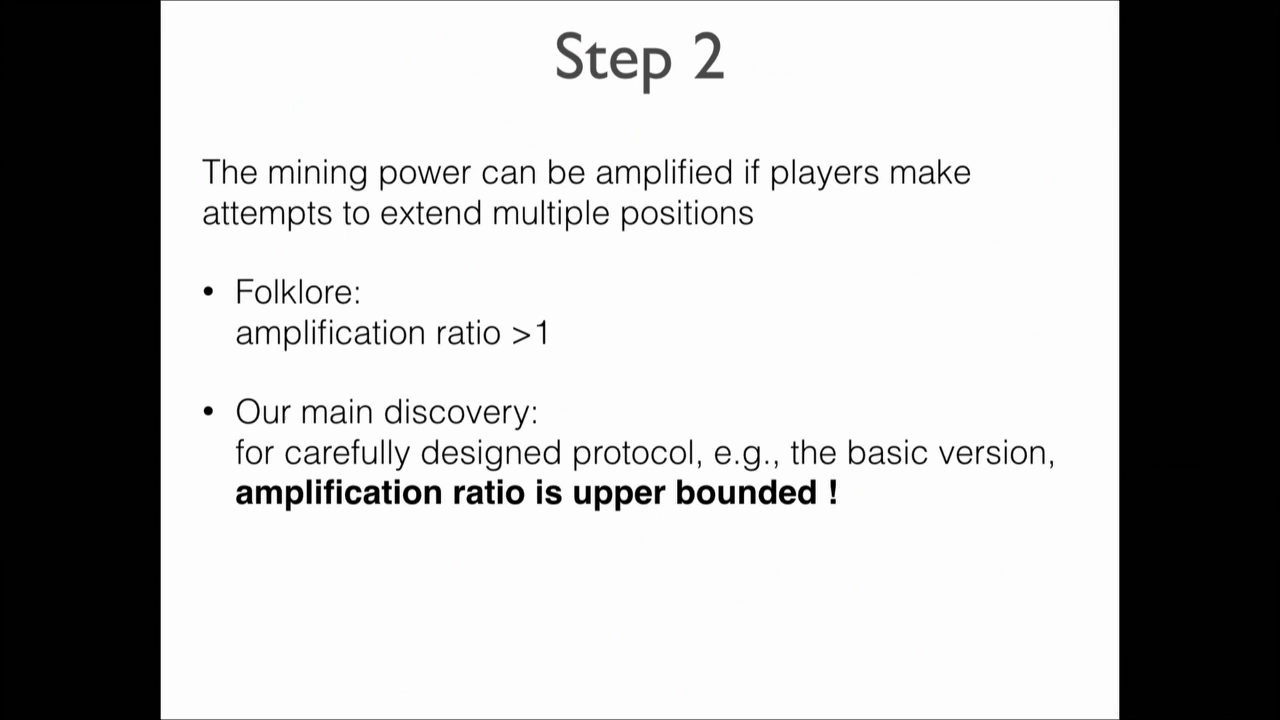 Step 2
The mining power can be amplified if players make
attempts to extend multiple positions
• Folklore:
amplification ratio >1
• Our main discovery:
for carefully designed protocol, e.g., the basic version,
amplification ratio is upper bounded !